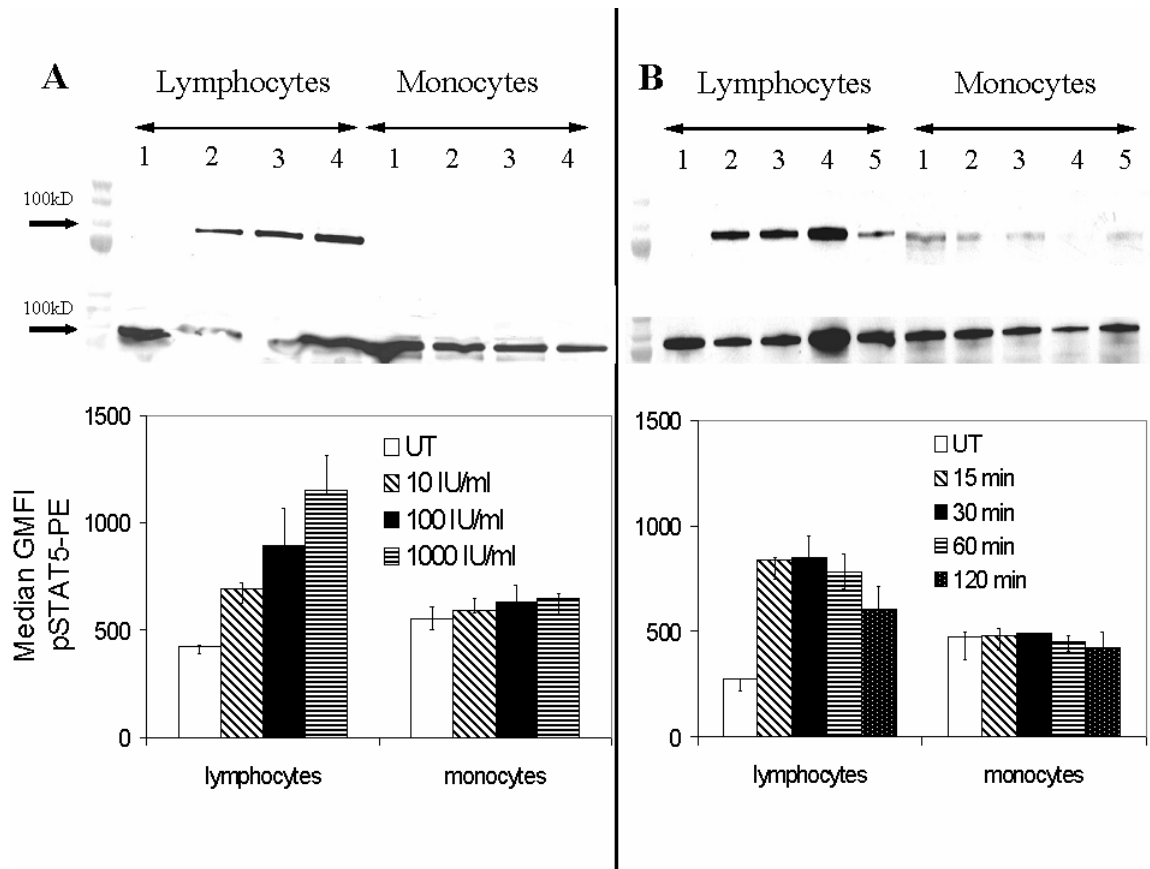 A
Lymphocytes Monocytes
1 2 3 4 1 2 3 4
100kD
100kD
1500
1000
500
0
Median GMFI
pSTAT5-PE
UT
10 IU/ml
100 IU/ml
1000 IU/ml
lymphocytes monocytes
B
Lymphocytes Monocytes
1 2 3 4 5 1 2 3 4 5
1500
1000
500
0
UT
15 min
30 min
60 min
120 min
lymphocytes monocytes